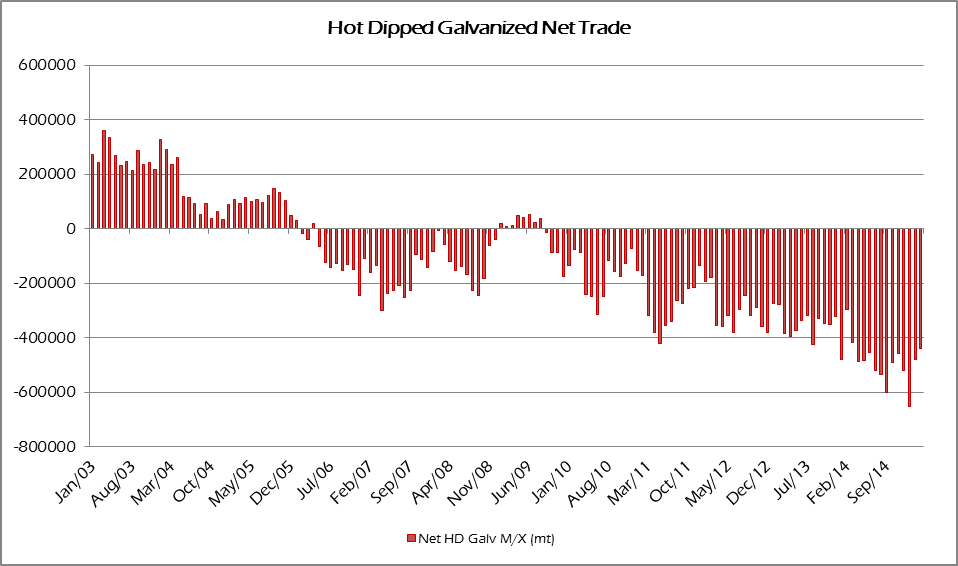 Hot Dipped Galvanized Net Trade
600000
400000
200000
0
-200000
-400000
-600000
-800000
Jan/03
Aug/03
Mar/04
Oct/04
May/05
Dec/05
Jul/06
Feb/07
Sep/07
Apr/08
Nov/08
Jun/09
Jan/10
Aug/10
Mar/11
Oct/11
May/12
Dec/12
Jul/13
Feb/14
Sep/14
Net HD Galv M/X (mt)